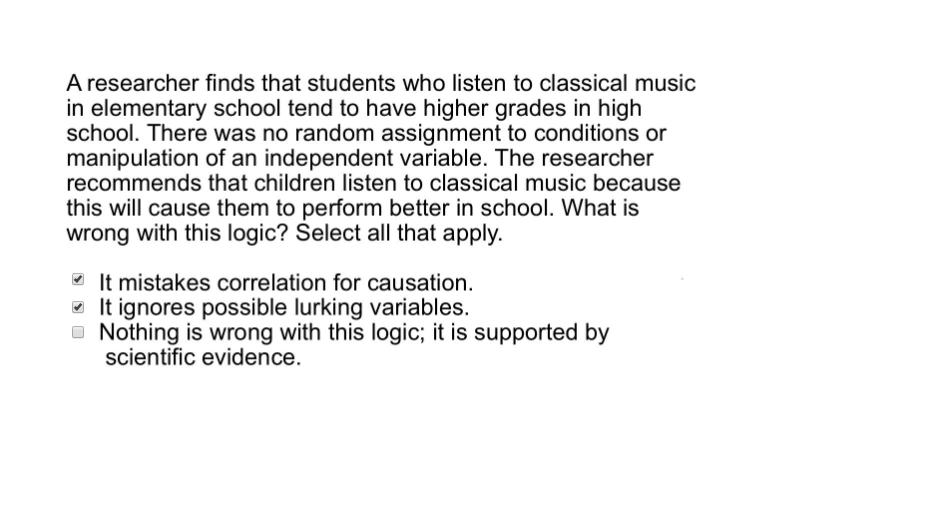 A researcher finds that students who listen to classical music
in elementary school tend to have higher grades in high
school. There was no random assignment to conditions or
manipulation of an independent variable. The researcher
recommends that children listen to classical music because
this will cause them to perform better in school. What is
wrong with this logic? Select all that apply.
It mistakes correlation for causation.
It ignores possible lurking variables.
Nothing is wrong with this logic; it is supported by
scientific evidence.